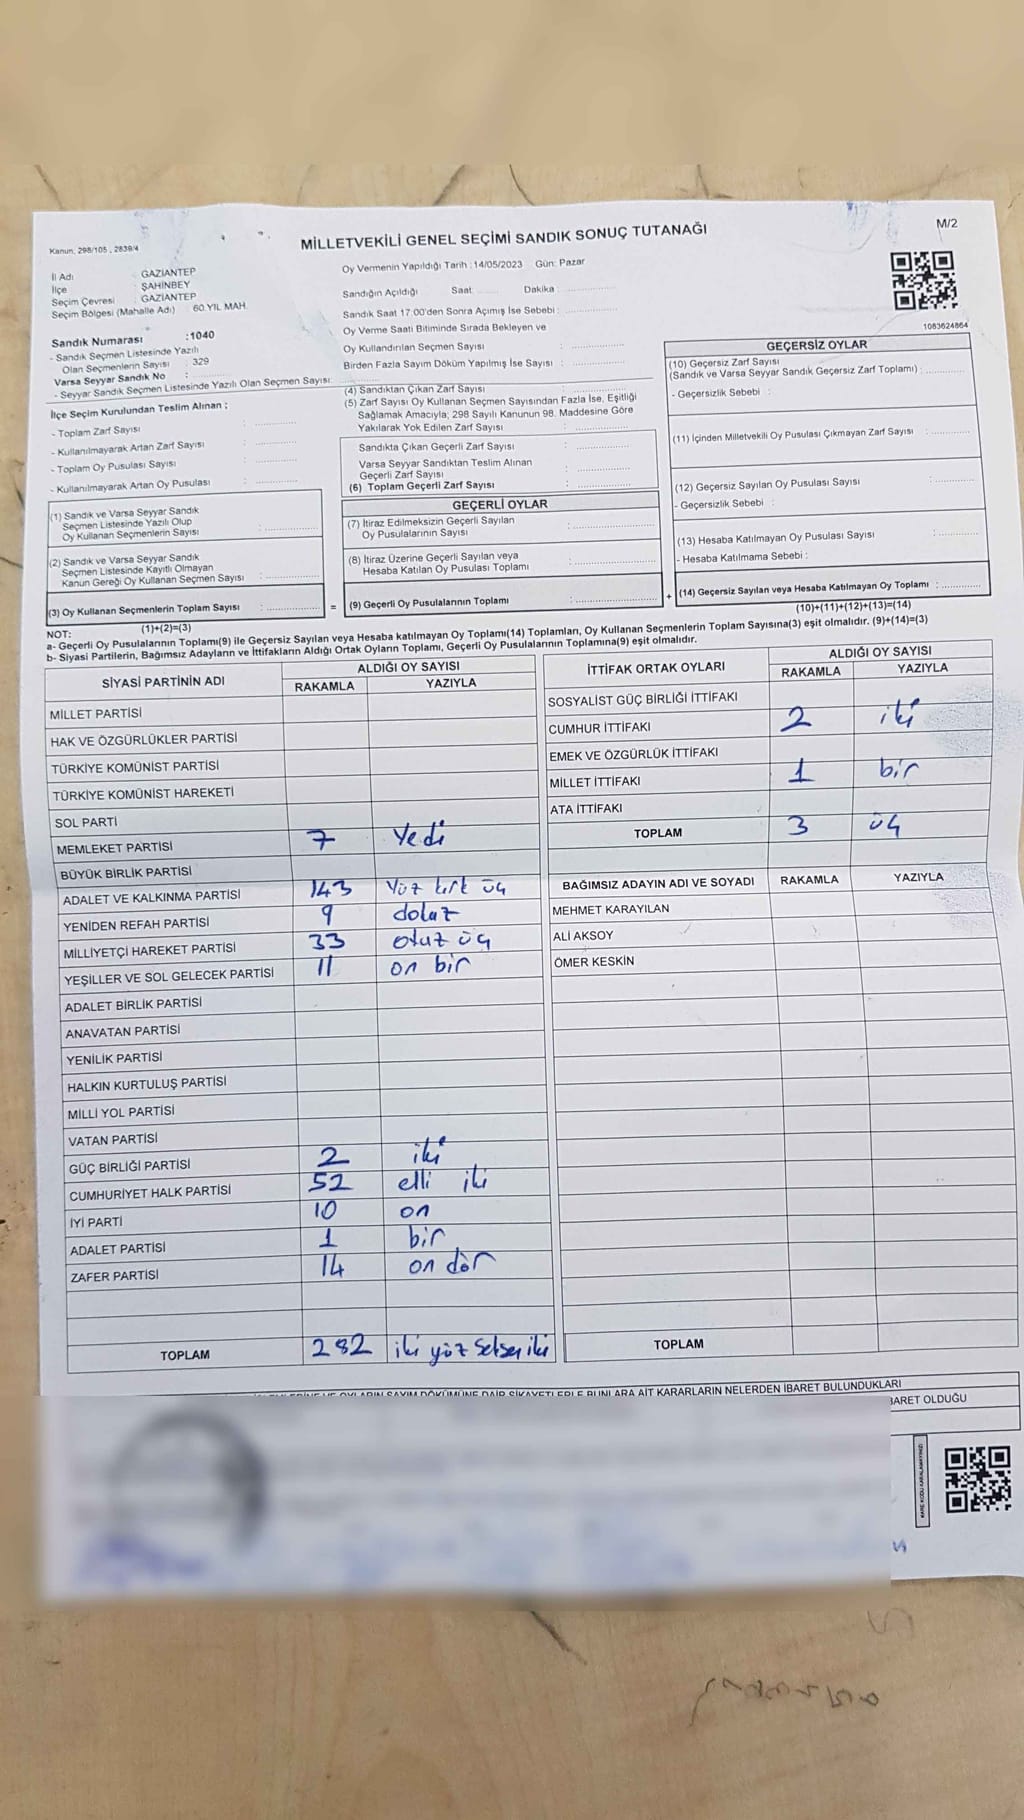 Kanun, 298/105 , 2839/4
MİLLETVEKİLİ GENEL SEÇİMİ SANDIK SONUÇ TUTANAĞI
M/2
İl Adı : GAZİANTEP
İlçe : ŞAHİNBEY
Seçim Çevresi : GAZİANTEP
Seçim Bölgesi (Mahalle Adı) : 60.YIL MAH.
Sandık Numarası :1040
- Sandık Seçmen Listesinde Yazılı
Olan Seçmenlerin Sayısı : 329
Varsa Seyyar Sandık No :
- Seyyar Sandık Seçmen Listesinde Yazılı Olan Seçmen Sayısı:
Oy Vermenin Yapıldığı Tarih :14/05/2023 Gün: Pazar
Sandığın Açıldığı Saat: Dakika :
Sandık Saat 17:00'den Sonra Açımış İse Sebebi :
Oy Verme Saati Bitiminde Sırada Bekleyen ve
Oy Kullandırılan Seçmen Sayısı :
Birden Fazla Sayım Döküm Yapılmış İse Sayısı :
1083624864
İlçe Seçim Kurulundan Teslim Alınan :
- Toplam Zarf Sayısı :
- Kullanılmayarak Artan Zarf Sayısı :
- Toplam Oy Pusulası Sayısı :
- Kullanılmayarak Artan Oy Pusulası :
(4) Sandıktan Çıkan Zarf Sayısı :
(5) Zarf Sayısı Oy Kullanan Seçmen Sayısından Fazla İse, Eşitliği
Sağlamak Amacıyla; 298 Sayılı Kanunun 98. Maddesine Göre
Yakılarak Yok Edilen Zarf Sayısı :
Sandıkta Çıkan Geçerli Zarf Sayısı :
Varsa Seyyar Sandıktan Teslim Alınan
Geçerli Zarf Sayısı :
(6) Toplam Geçerli Zarf Sayısı :
GEÇERSİZ OYLAR
(10) Geçersiz Zarf Sayısı
(Sandık ve Varsa Seyyar Sandık Geçersiz Zarf Toplamı) :
- Geçersizlik Sebebi :
(11) İçinden Milletvekili Oy Pusulası Çıkmayan Zarf Sayısı :
(12) Geçersiz Sayılan Oy Pusulası Sayısı :
- Geçersizlik Sebebi :
(13) Hesaba Katılmayan Oy Pusulası Sayısı :
- Hesaba Katılmama Sebebi :
(14) Geçersiz Sayılan veya Hesaba Katılmayan Oy Toplamı :
(10)+(11)+(12)+(13)=(14)
(1) Sandık ve Varsa Seyyar Sandık
Seçmen Listesinde Yazılı Olup
Oy Kullanan Seçmenlerin Sayısı :
(2) Sandık ve Varsa Seyyar Sandık
Seçmen Listesinde Kayıtlı Olmayan
Kanun Gereği Oy Kullanan Seçmen Sayısı :
(3) Oy Kullanan Seçmenlerin Toplam Sayısı : =
(1)+(2)=(3)
GEÇERLİ OYLAR
(7) İtiraz Edilmeksizin Geçerli Sayılan
Oy Pusulasının Sayısı :
(8) İtiraz Üzerine Geçerli Sayılan veya
Hesaba Katılan Oy Pusulası Toplamı :
(9) Geçerli Oy Pusulalarının Toplamı : +
NOT:
a- Geçerli Oy Pusulalarının Toplamı(9) ile Geçersiz Sayılan veya Hesaba katılmayan Oy Toplamı(14) Toplamları, Oy Kullanan Seçmenlerin Toplam Sayısına(3) eşit olmalıdır. (9)+(14)=(3)
b- Siyasi Partilerin, Bağımsız Adayların ve İttifakların Aldığı Ortak Oyların Toplamı, Geçerli Oy Pusulalarının Toplamına(9) eşit olmalıdır.
SİYASİ PARTİNİN ADI ALDIĞI OY SAYISI
RAKAMLA YAZIYLA
MİLLET PARTİSİ
HAK VE ÖZGÜRLÜKLER PARTİSİ
TÜRKİYE KOMÜNİST PARTİSİ
TÜRKİYE KOMÜNİST HAREKETİ
SOL PARTİ
MEMLEKET PARTİSİ 7 Yedi
BÜYÜK BİRLİK PARTİSİ
ADALET VE KALKINMA PARTİSİ 143 Yüz kırk üç
YENİDEN REFAH PARTİSİ 9 dokuz
MİLLİYETÇİ HAREKET PARTİSİ 33 otuz üç
YEŞİLLER VE SOL GELECEK PARTİSİ 11 on bir
ADALET BİRLİK PARTİSİ
ANAVATAN PARTİSİ
YENİLİK PARTİSİ
HALKIN KURTULUŞ PARTİSİ
MİLLİ YOL PARTİSİ
VATAN PARTİSİ
GÜÇ BİRLİĞİ PARTİSİ 2 iki
CUMHURİYET HALK PARTİSİ 52 elli iki
İYİ PARTİ 10 on
ADALET PARTİSİ 1 bir
ZAFER PARTİSİ 14 on dör
TOPLAM 282 iki yüz seksen iki
İTTİFAK ORTAK OYLARI ALDIĞI OY SAYISI
RAKAMLA YAZIYLA
SOSYALİST GÜÇ BİRLİĞİ İTTİFAKI
CUMHUR İTTİFAKI 2 iki
EMEK VE ÖZGÜRLÜK İTTİFAKI
MİLLET İTTİFAKI 1 bir
ATA İTTİFAKI
TOPLAM 3 üç
BAĞIMSIZ ADAYIN ADI VE SOYADI RAKAMLA YAZIYLA
MEHMET KARAYILAN
ALİ AKSOY
ÖMER KESKİN
TOPLAM
OYLARIN SAYIM DÖKÜMÜNE DAİR ŞİKAYETLERLE BUNLARA AİT KARARLARIN NELERDEN İBARET BULUNDUKLARI
BARET OLDUĞU